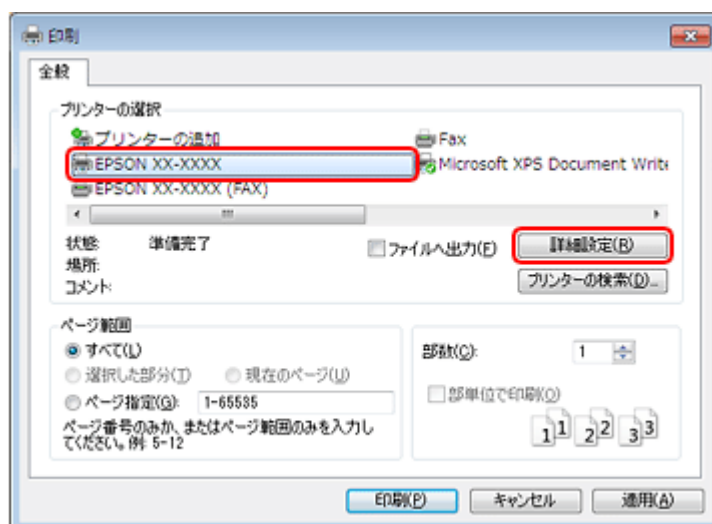 印刷
全般
プリンターの選択
プリンターの追加
Fax
EPSON XX-XXXX
Microsoft XPS Document Write
EPSON XX-XXXX (FAX)
状態: 準備完了
ファイルへ出力(F)
詳細設定(R)
場所:
コメント:
プリンターの検索(D)...
ページ範囲
すべて(L)
選択した部分(T)
現在のページ(U)
ページ指定(G): 1-65535
ページ番号のみか、またはページ範囲のみを入力し
てください。例: 5-12
部数(C): 1
部単位で印刷(O)
1 1 2 2 3 3
印刷(P)
キャンセル
適用(A)